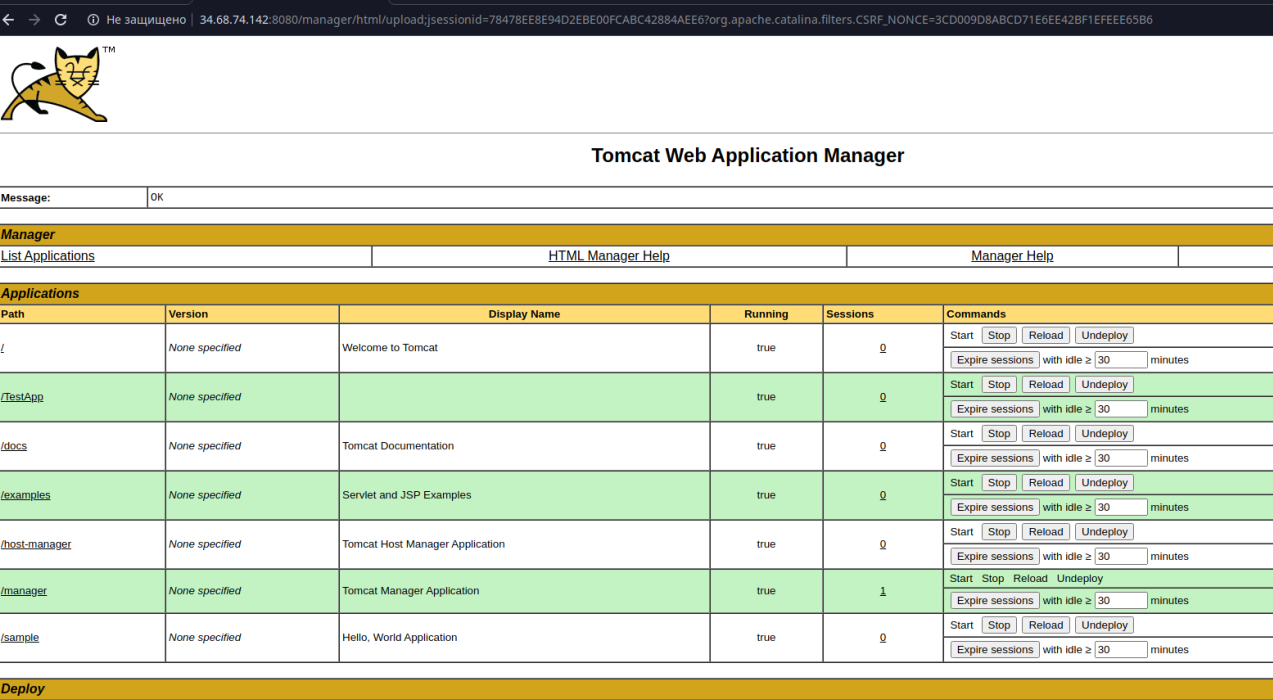 Не защищено 34.68.74.142:8080/manager/html/upload;jsessionid=78478EE8E94D2EBE00FCABC42884AEE6?org.apache.catalina.filters.CSRF_NONCE=3CD009D8ABCD71E6EE42BF1EFEEE65B6
TM
Tomcat Web Application Manager
Message: OK
Manager
List Applications HTML Manager Help Manager Help
Applications
Path Version Display Name Running Sessions Commands
/ None specified Welcome to Tomcat true 0 Start Stop Reload Undeploy
Expire sessions with idle ≥ 30 minutes
/TestApp None specified true 0 Start Stop Reload Undeploy
Expire sessions with idle ≥ 30 minutes
/docs None specified Tomcat Documentation true 0 Start Stop Reload Undeploy
Expire sessions with idle ≥ 30 minutes
/examples None specified Servlet and JSP Examples true 0 Start Stop Reload Undeploy
Expire sessions with idle ≥ 30 minutes
/host-manager None specified Tomcat Host Manager Application true 0 Start Stop Reload Undeploy
Expire sessions with idle ≥ 30 minutes
/manager None specified Tomcat Manager Application true 1 Start Stop Reload Undeploy
Expire sessions with idle ≥ 30 minutes
/sample None specified Hello, World Application true 0 Start Stop Reload Undeploy
Expire sessions with idle ≥ 30 minutes
Deploy